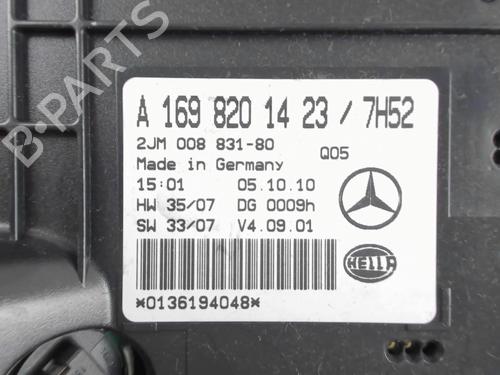 B-PARTS
A 169 820 14 23 / 7H52
2JM 008 831-80 Q05
Made in Germany
15:01 05.10.10
HW 35/07 DG 0009h
SW 33/07 V4.09.01
HELLA
*0136194048*